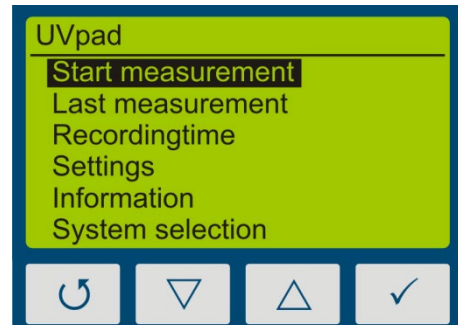 UVpad
Start measurement
Last measurement
Recordingtime
Settings
Information
System selection